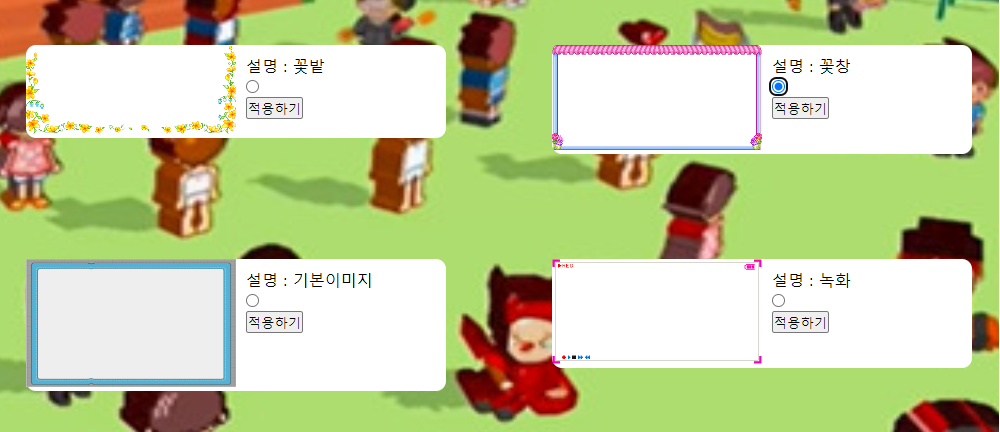 설명 : 꽃밭
적용하기
설명 : 꽃창
적용하기
설명 : 기본이미지
적용하기
설명 : 녹화
적용하기
REC